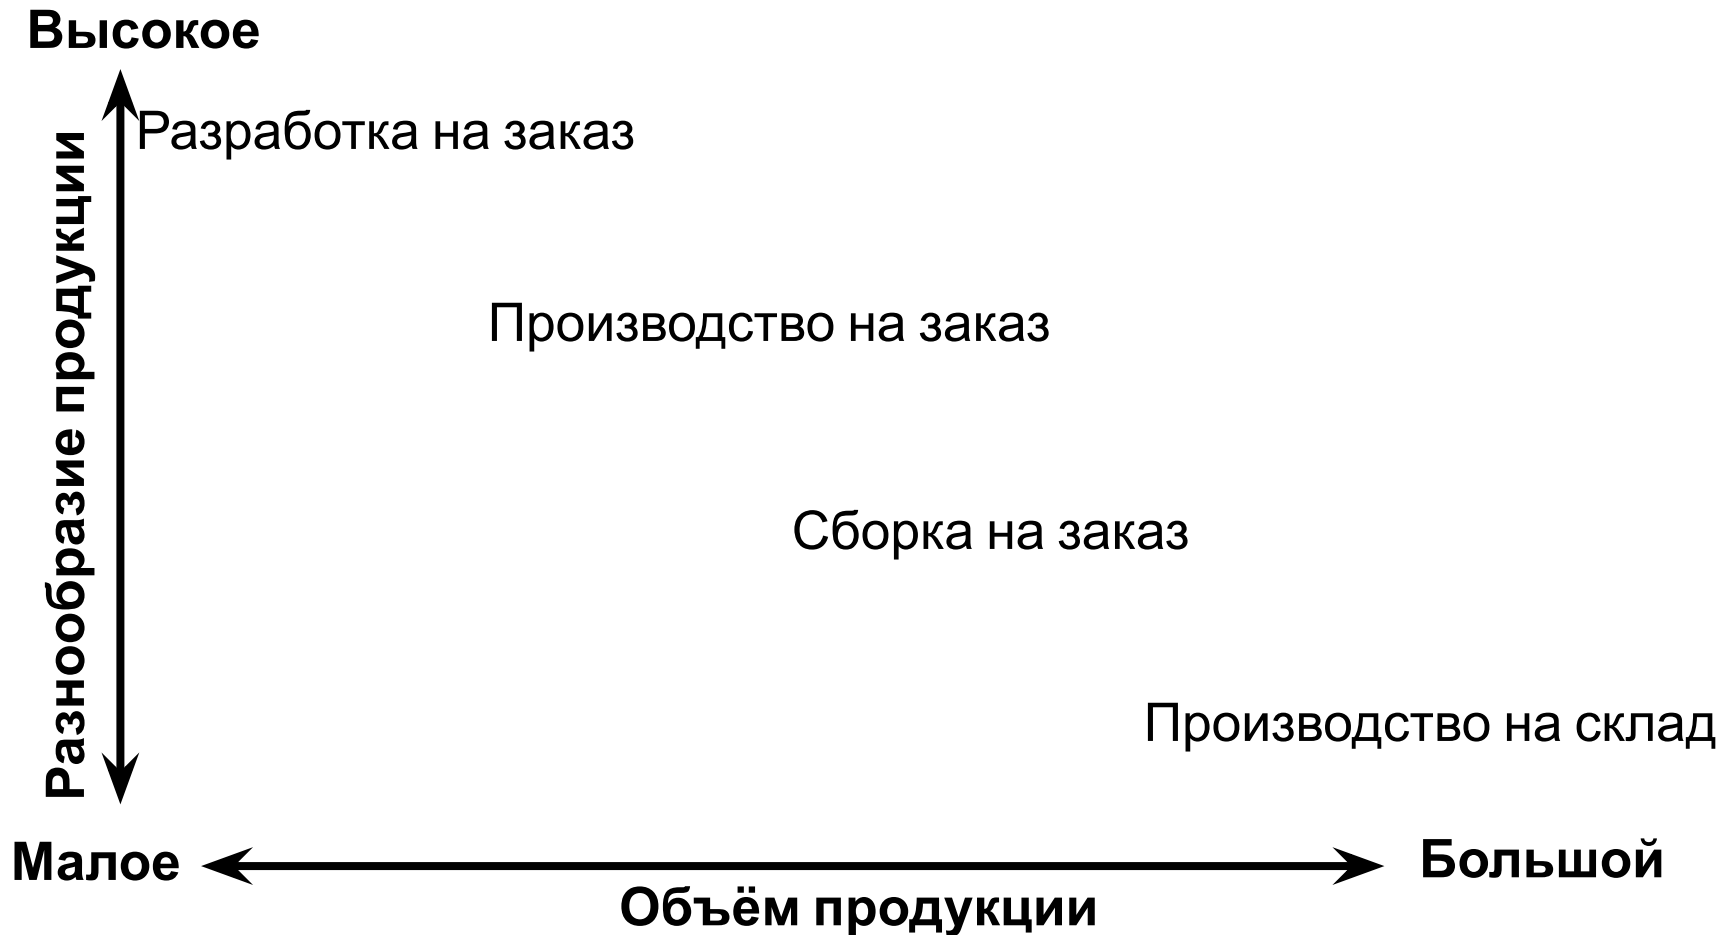 Высокое
Разнообразие продукции
Разработка на заказ
Производство на заказ
Сборка на заказ
Производство на склад
Малое
Большой
Объём продукции